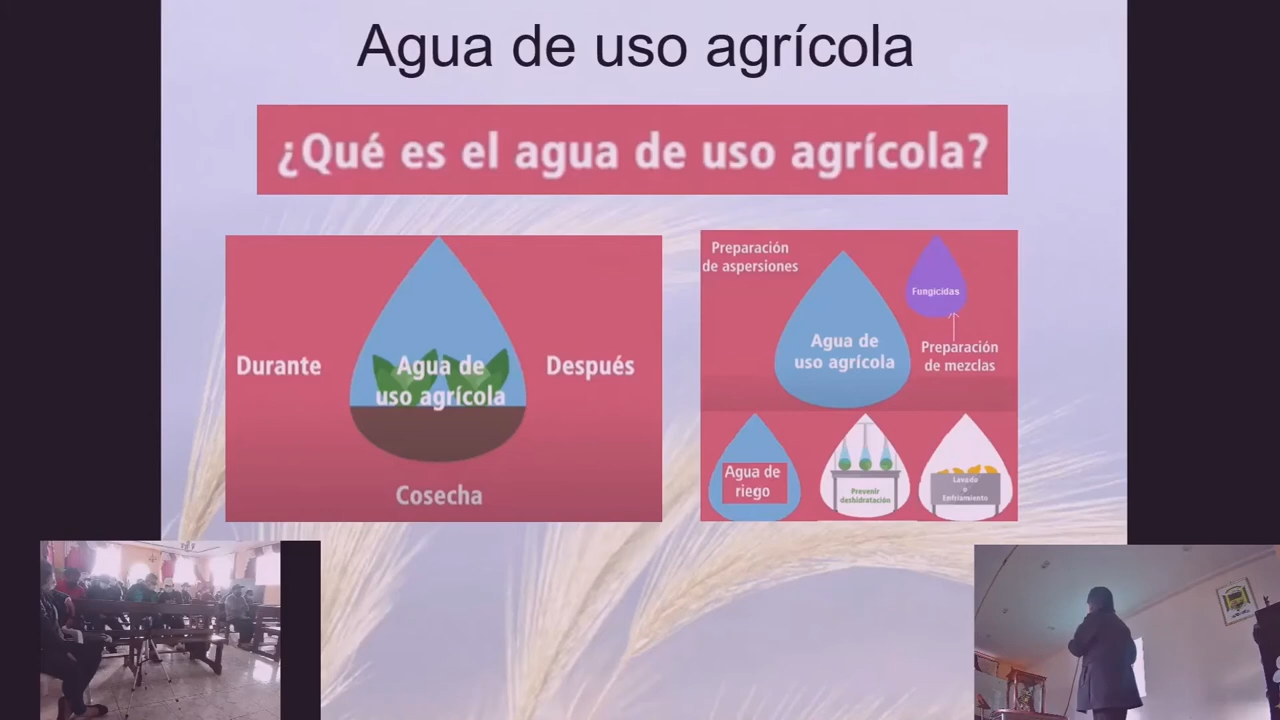 Agua de uso agrícola
¿Qué es el agua de uso agrícola?
Durante
Agua de
uso agrícola
Después
Cosecha
Preparación
de aspersiones
Agua de
uso agrícola
Fungicidas
Preparación
de mezclas
Agua de
riego
Prevenir
deshidratación
Lavado
o
Enfriamiento